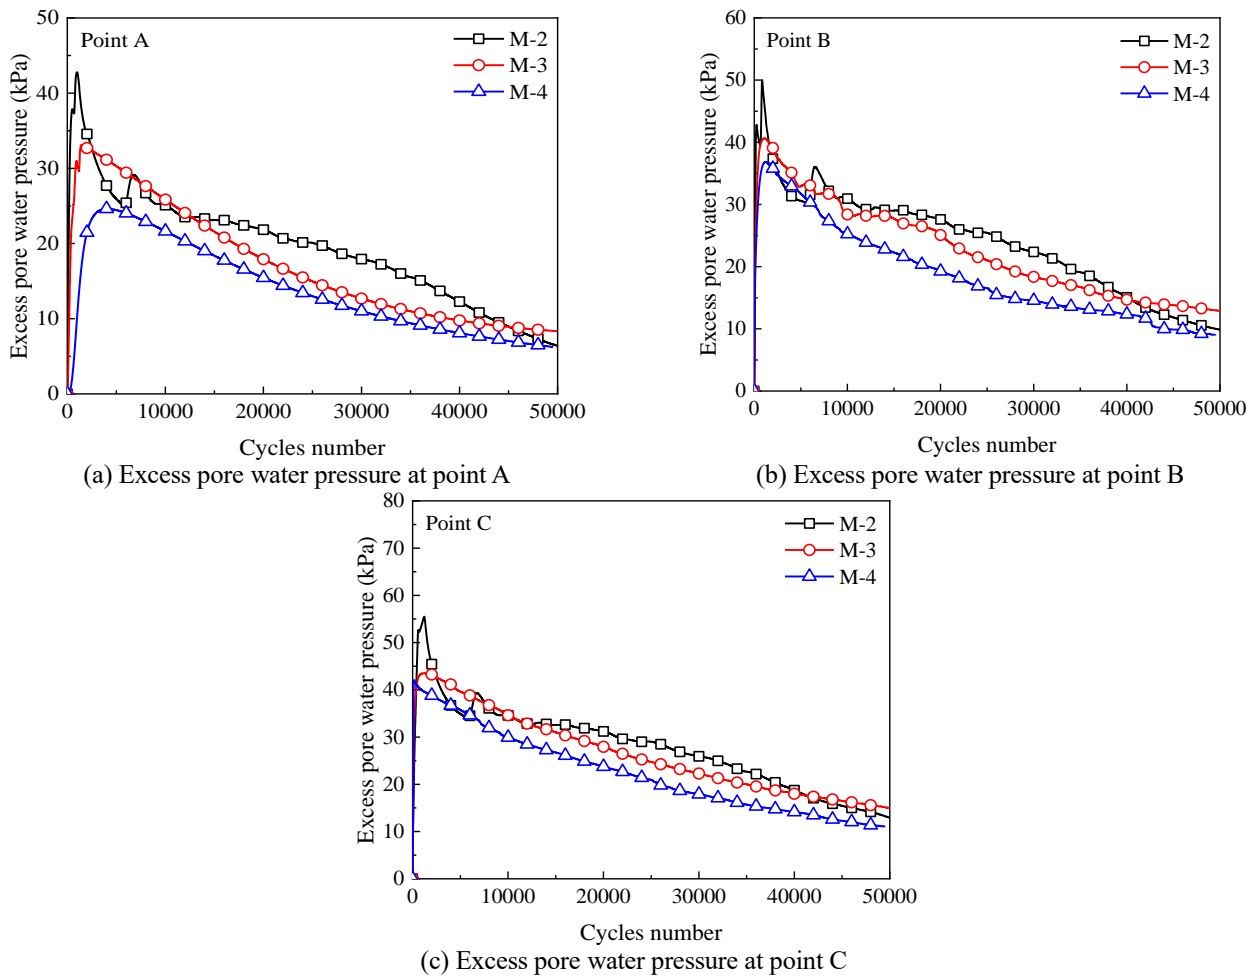 Point A
M-2
M-3
M-4
Excess pore water pressure (kPa)
50
40
30
20
10
0
0 10000 20000 30000 40000 50000
Cycles number
(a) Excess pore water pressure at point A
Point B
M-2
M-3
M-4
Excess pore water pressure (kPa)
60
50
40
30
20
10
0
0 10000 20000 30000 40000 50000
Cycles number
(b) Excess pore water pressure at point B
Point C
M-2
M-3
M-4
Excess pore water pressure (kPa)
80
70
60
50
40
30
20
10
0
0 10000 20000 30000 40000 50000
Cycles number
(c) Excess pore water pressure at point C